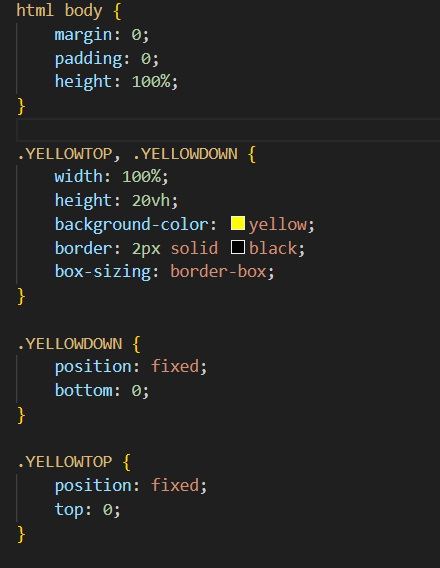 html body {
    margin: 0;
    padding: 0;
    height: 100%;
}

.YELLOWTOP, .YELLOWDOWN {
    width: 100%;
    height: 20vh;
    background-color: yellow;
    border: 2px solid black;
    box-sizing: border-box;
}

.YELLOWDOWN {
    position: fixed;
    bottom: 0;
}

.YELLOWTOP {
    position: fixed;
    top: 0;
}